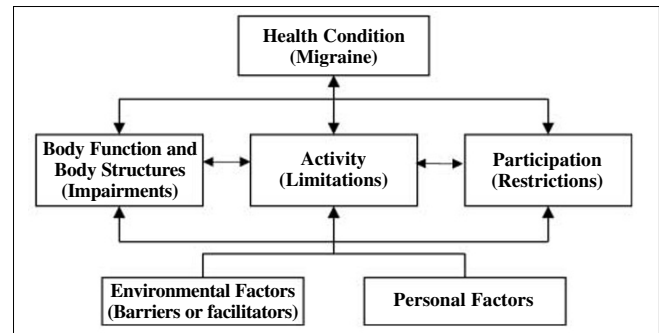 Health Condition
(Migraine)
Body Function and
Body Structures
(Impairments)
Activity
(Limitations)
Participation
(Restrictions)
Environmental Factors
(Barriers or facilitators)
Personal Factors